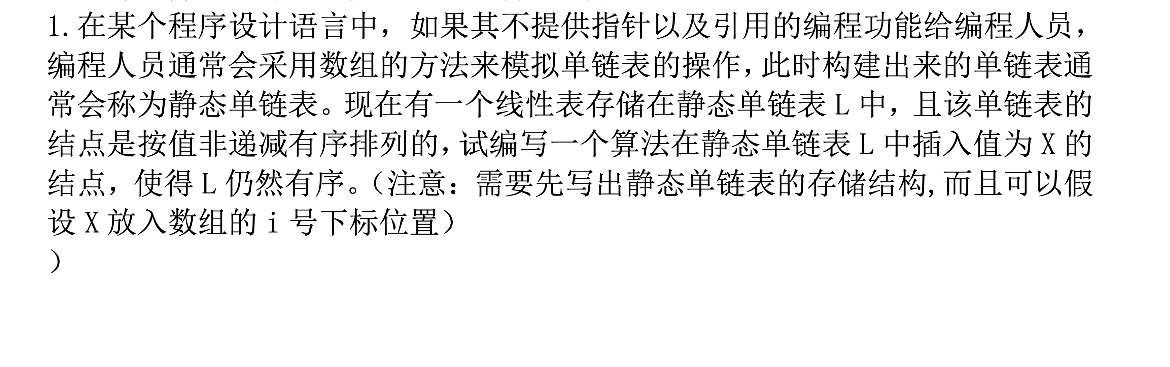 1.在某个程序设计语言中，如果其不提供指针以及引用的编程功能给编程人员，
编程人员通常会采用数组的方法来模拟单链表的操作，此时构建出来的单链表通
常会称为静态单链表。现在有一个线性表存储在静态单链表 L 中，且该单链表的
结点是按值非递减有序排列的，试编写一个算法在静态单链表 L 中插入值为 X 的
结点，使得 L 仍然有序。（注意：需要先写出静态单链表的存储结构,而且可以假
设 X 放入数组的 i 号下标位置）
）